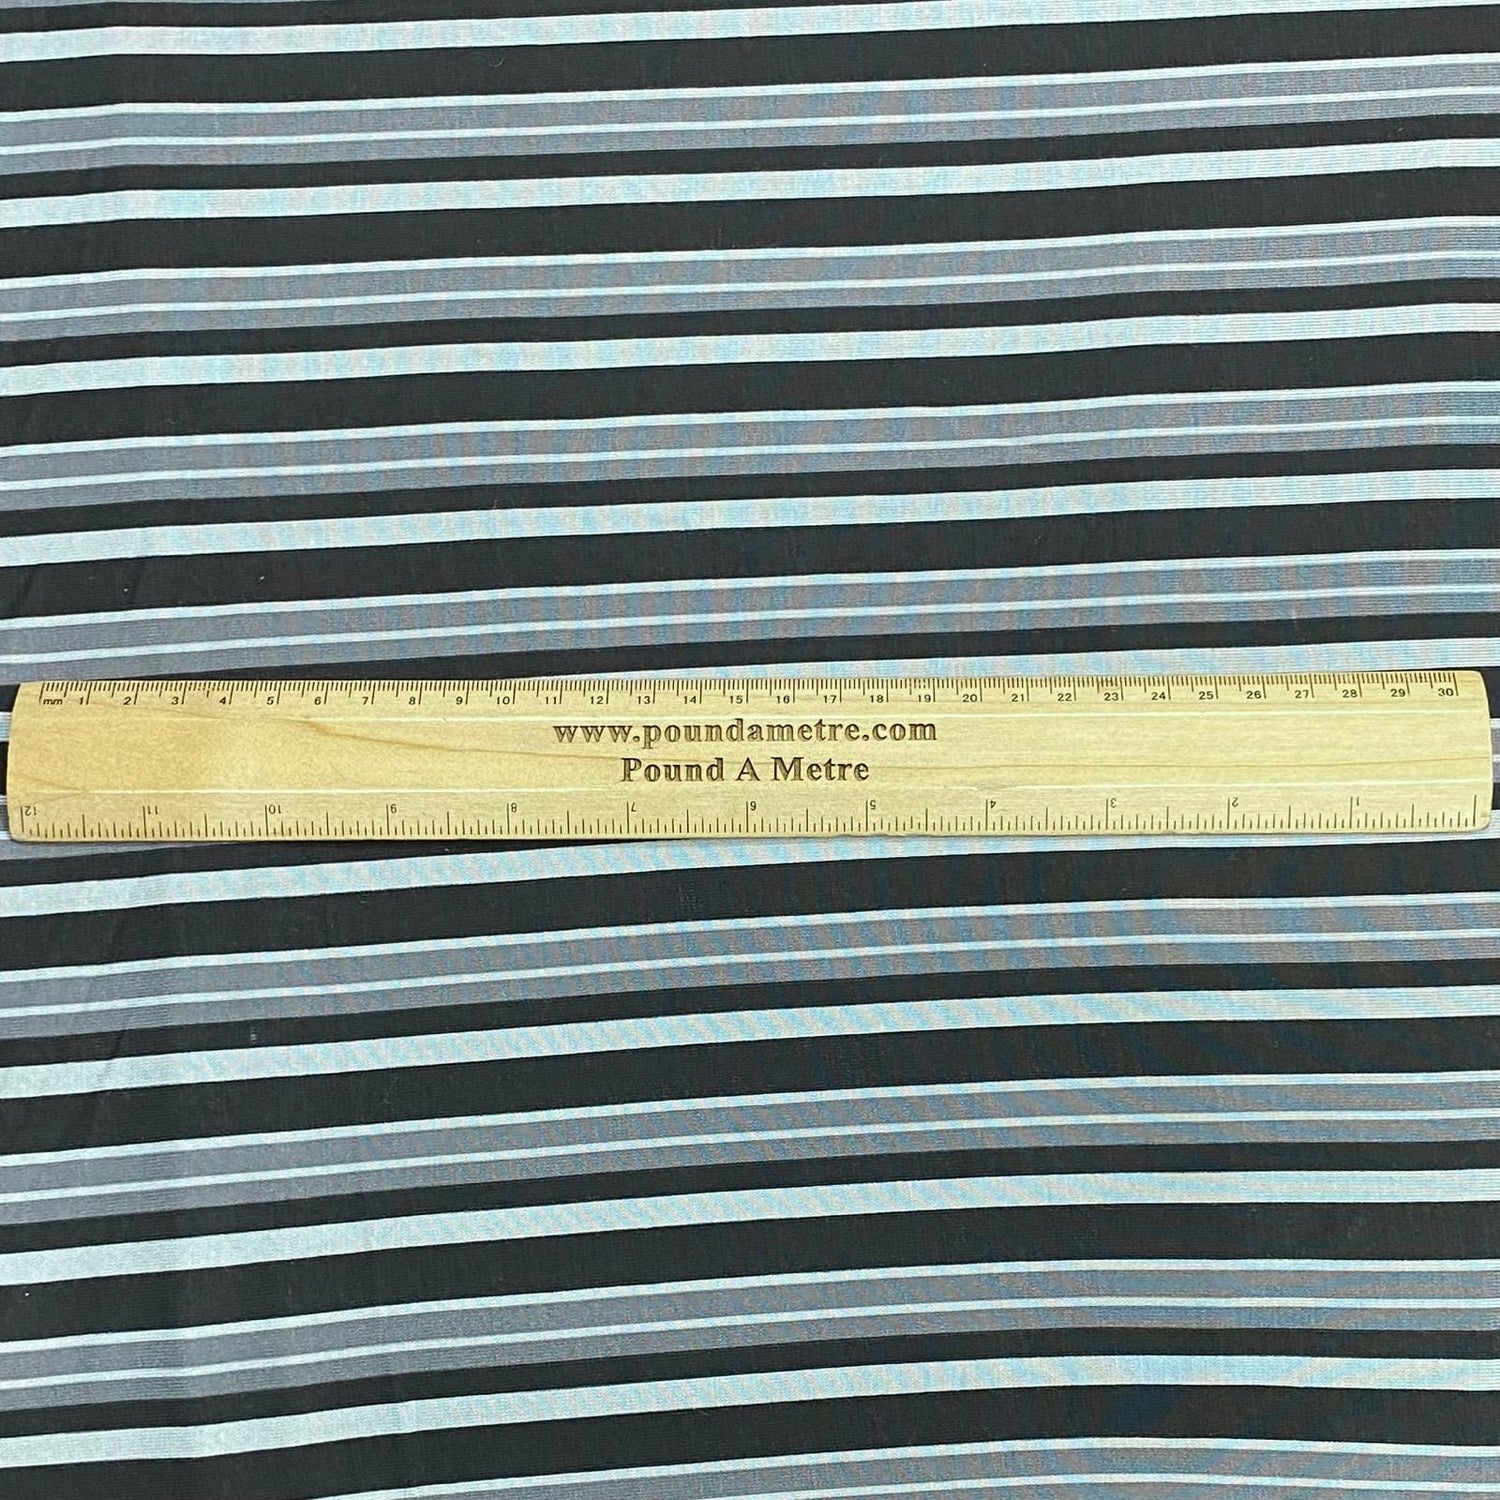 mm 1 2 3 4 5 6 7 8 9 10 11 12 13 14 15 16 17 18 19 20 21 22 23 24 25 26 27 28 29 30
www.poundametre.com
Pound A Metre
12 11 10 9 8 7 6 5 4 3 2 1